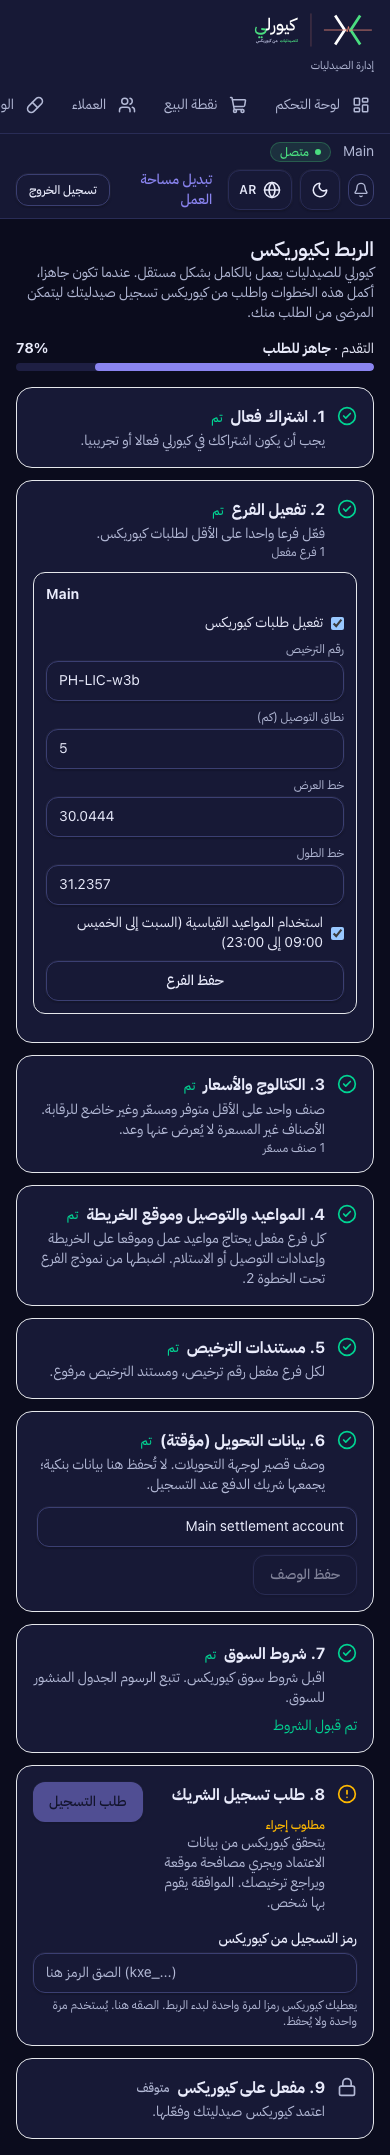 كيورلي
للصيدليات من كيوريكس
إدارة الصيدليات
لوحة التحكم
نقطة البيع
العملاء
الو
Main
متصل
AR
تبديل مساحة
العمل
تسجيل الخروج
الربط بكيوريكس
كيورلي للصيدليات يعمل بالكامل بشكل مستقل. عندما تكون جاهزا،
أكمل هذه الخطوات واطلب من كيوريكس تسجيل صيدليتك ليتمكن
المرضى من الطلب منك.
التقدم · جاهز للطلب
78%
1. اشتراك فعال تم
يجب أن يكون اشتراكك في كيورلي فعالا أو تجريبيا.
2. تفعيل الفرع تم
فعّل فرعا واحدا على الأقل لطلبات كيوريكس.
1 فرع مفعل
Main
تفعيل طلبات كيوريكس
رقم الترخيص
PH-LIC-w3b
نطاق التوصيل (كم)
5
خط العرض
30.0444
خط الطول
31.2357
استخدام المواعيد القياسية (السبت إلى الخميس
09:00 إلى 23:00)
حفظ الفرع
3. الكتالوج والأسعار تم
صنف واحد على الأقل متوفر ومسعّر وغير خاضع للرقابة.
الأصناف غير المسعرة لا يُعرض عنها وعد.
1 صنف مسعّر
4. المواعيد والتوصيل وموقع الخريطة تم
كل فرع مفعل يحتاج مواعيد عمل وموقعا على الخريطة
وإعدادات التوصيل أو الاستلام. اضبطها من نموذج الفرع
تحت الخطوة 2.
5. مستندات الترخيص تم
لكل فرع مفعل رقم ترخيص، ومستند الترخيص مرفوع.
6. بيانات التحويل (مؤقتة) تم
وصف قصير لوجهة التحويلات. لا تُحفظ هنا بيانات بنكية؛
يجمعها شريك الدفع عند التسجيل.
Main settlement account
حفظ الوصف
7. شروط السوق تم
اقبل شروط سوق كيوريكس. تتبع الرسوم الجدول المنشور
للسوق.
تم قبول الشروط
8. طلب تسجيل الشريك
طلب التسجيل
مطلوب إجراء
يتحقق كيوريكس من بيانات
الاعتماد ويجري مصافحة موقعة
ويراجع ترخيصك. الموافقة يقوم
بها شخص.
رمز التسجيل من كيوريكس
الصق الرمز هنا (kxe_...)
يعطيك كيوريكس رمزا لمرة واحدة لبدء الربط. الصقه هنا. يُستخدم مرة
واحدة ولا يُحفظ.
9. مفعل على كيوريكس متوقف
اعتمد كيوريكس صيدليتك وفعّلها.